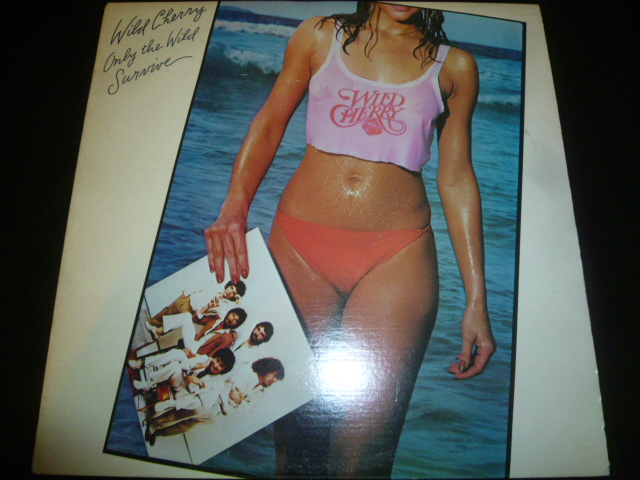 Wild Cherry
Only the Wild
Survive
WILD
CHERRY